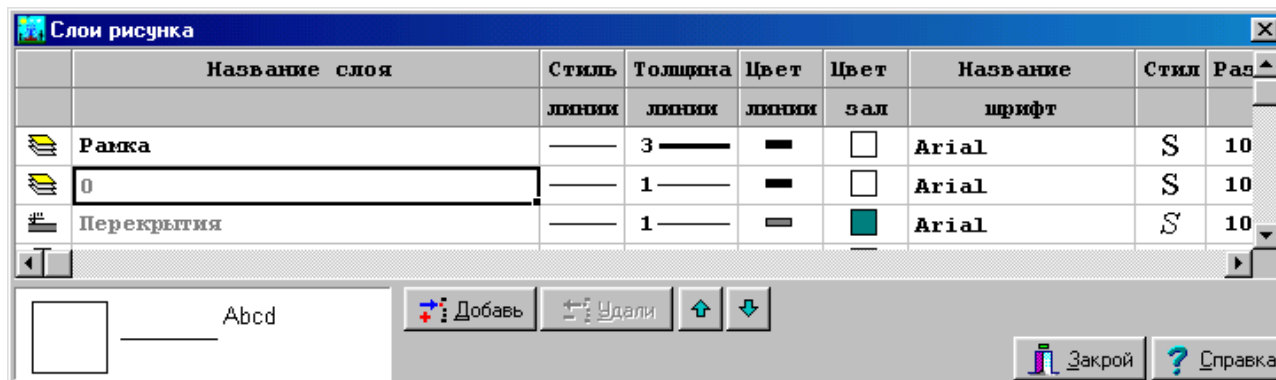 Слои рисунка
Название слоя Стиль Толщина Цвет Цвет Название Стил Раз
линии линии линии зал шрифт
Рамка 3 Arial S 10
0 1 Arial S 10
Перекрытия 1 Arial S 10
Abcd Добавь Удали
Закрой Справка